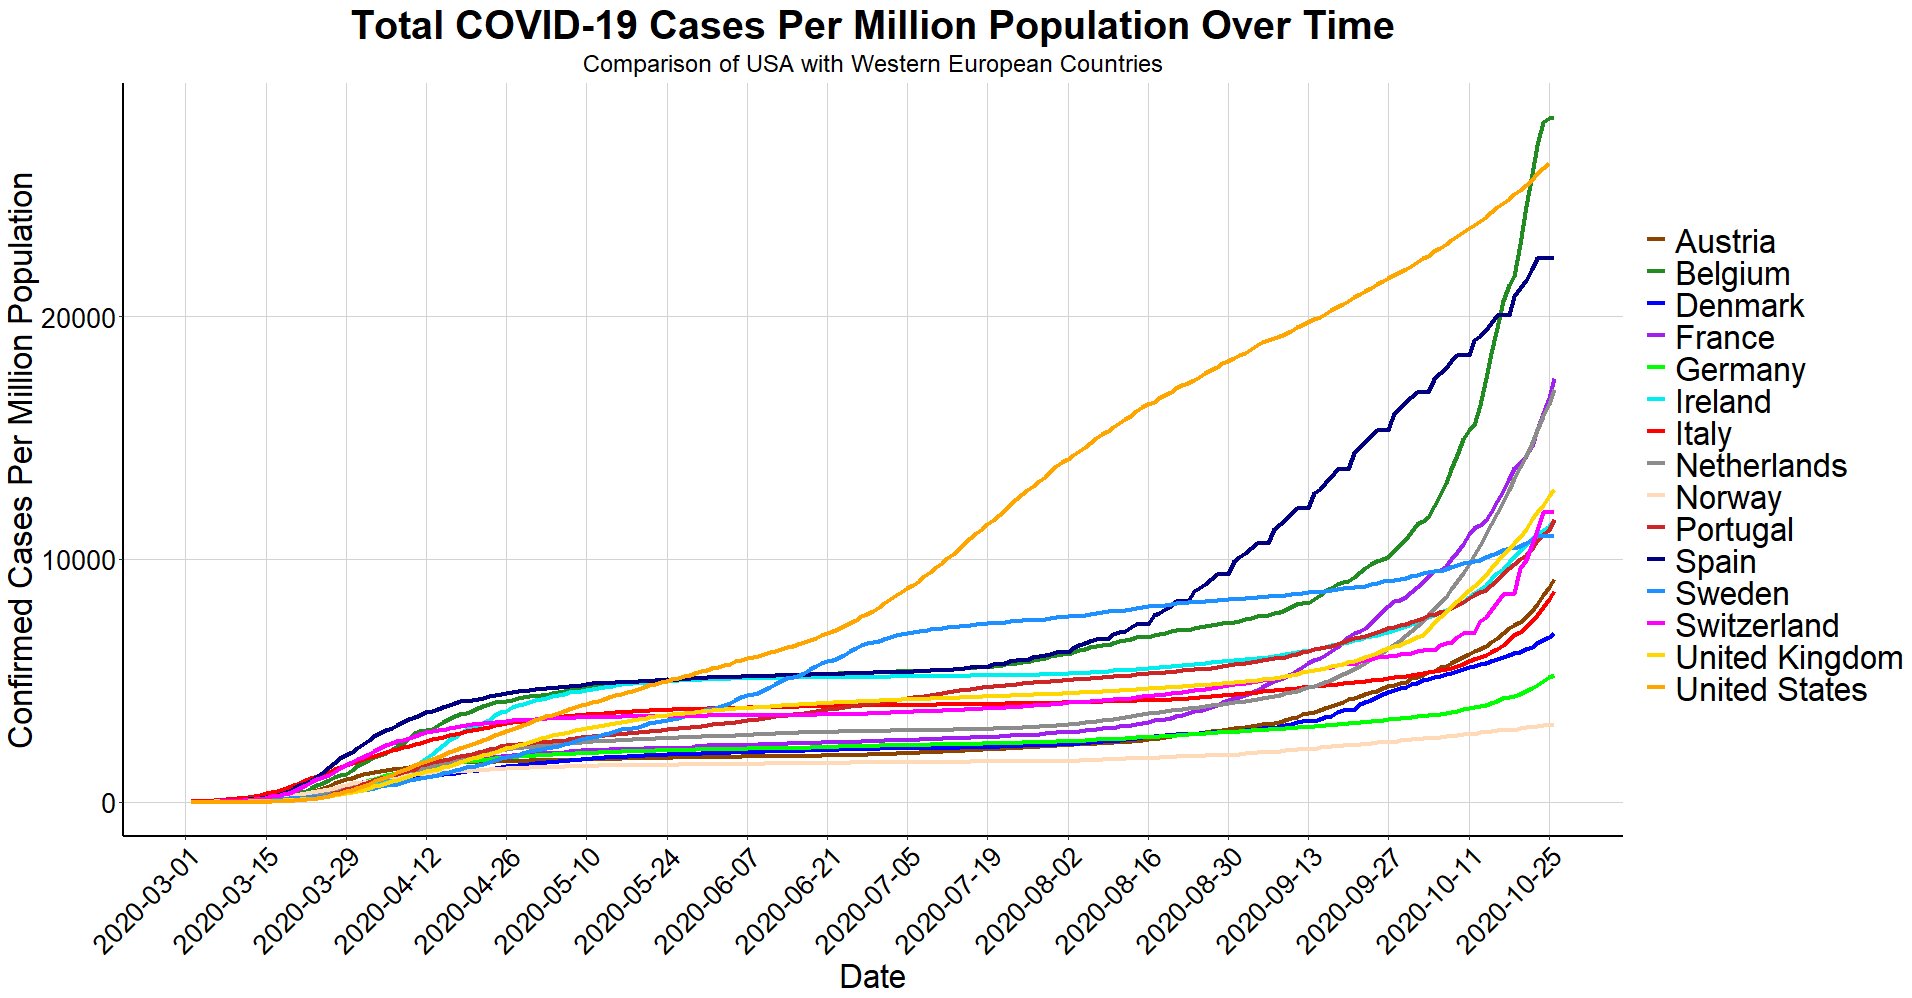 Total COVID-19 Cases Per Million Population Over Time
Comparison of USA with Western European Countries
Confirmed Cases Per Million Population
20000
10000
0
2020-03-01
2020-03-15
2020-03-29
2020-04-12
2020-04-26
2020-05-10
2020-05-24
2020-06-07
2020-06-21
2020-07-05
2020-07-19
2020-08-02
2020-08-16
2020-08-30
2020-09-13
2020-09-27
2020-10-11
2020-10-25
Date
Austria
Belgium
Denmark
France
Germany
Ireland
Italy
Netherlands
Norway
Portugal
Spain
Sweden
Switzerland
United Kingdom
United States